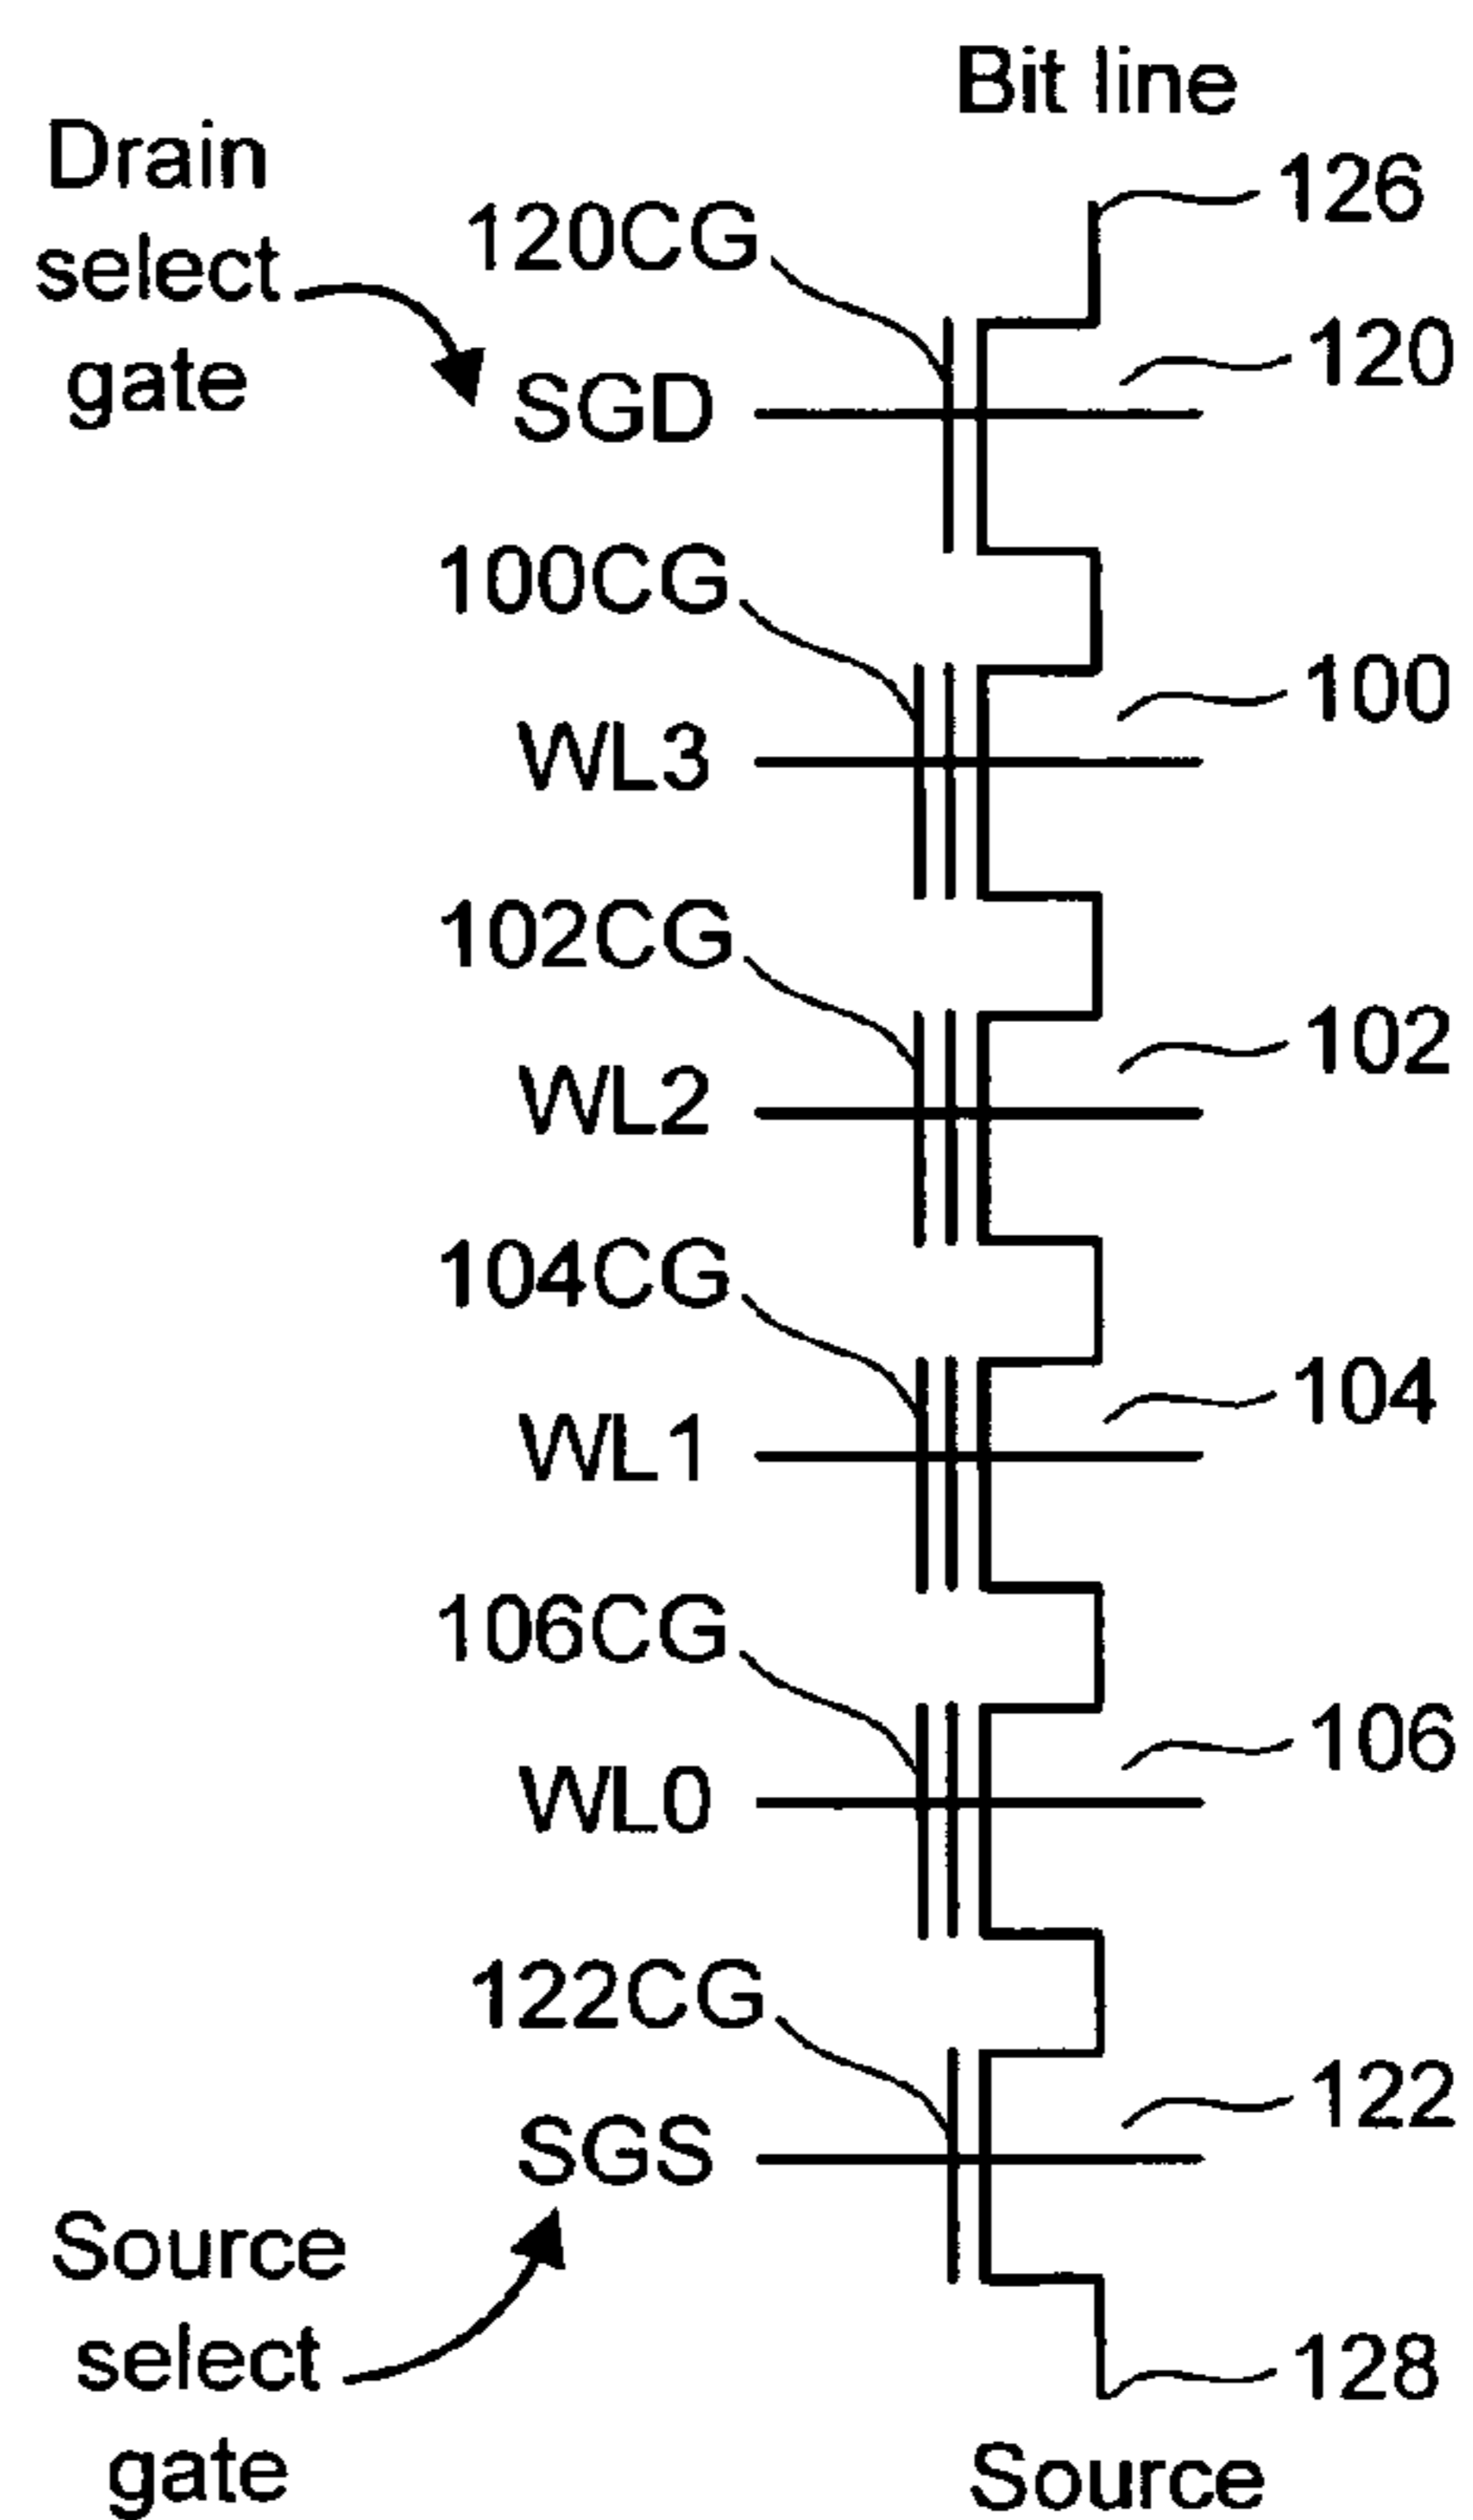 Bit line
126
Drain
select
gate
120CG
120
SGD
100CG
100
WL3
102CG
102
WL2
104CG
104
WL1
106CG
106
WL0
122CG
122
SGS
Source
select
gate
128
Source